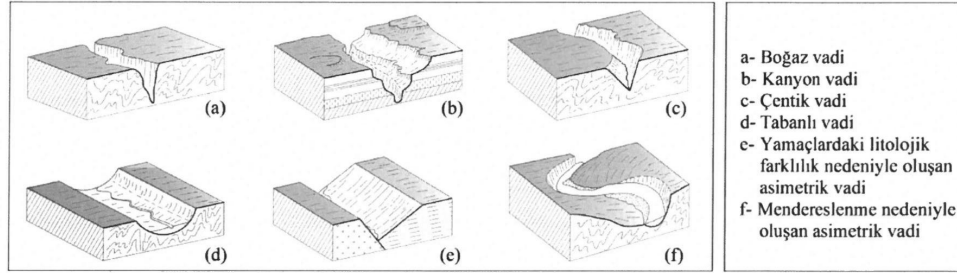 (a)
(b)
(c)
(d)
(e)
(f)
a- Boğaz vadi
b- Kanyon vadi
c- Çentik vadi
d- Tabanlı vadi
e- Yamaçlardaki litolojik
farklılık nedeniyle oluşan
asimetrik vadi
f- Mendereslenme nedeniyle
oluşan asimetrik vadi